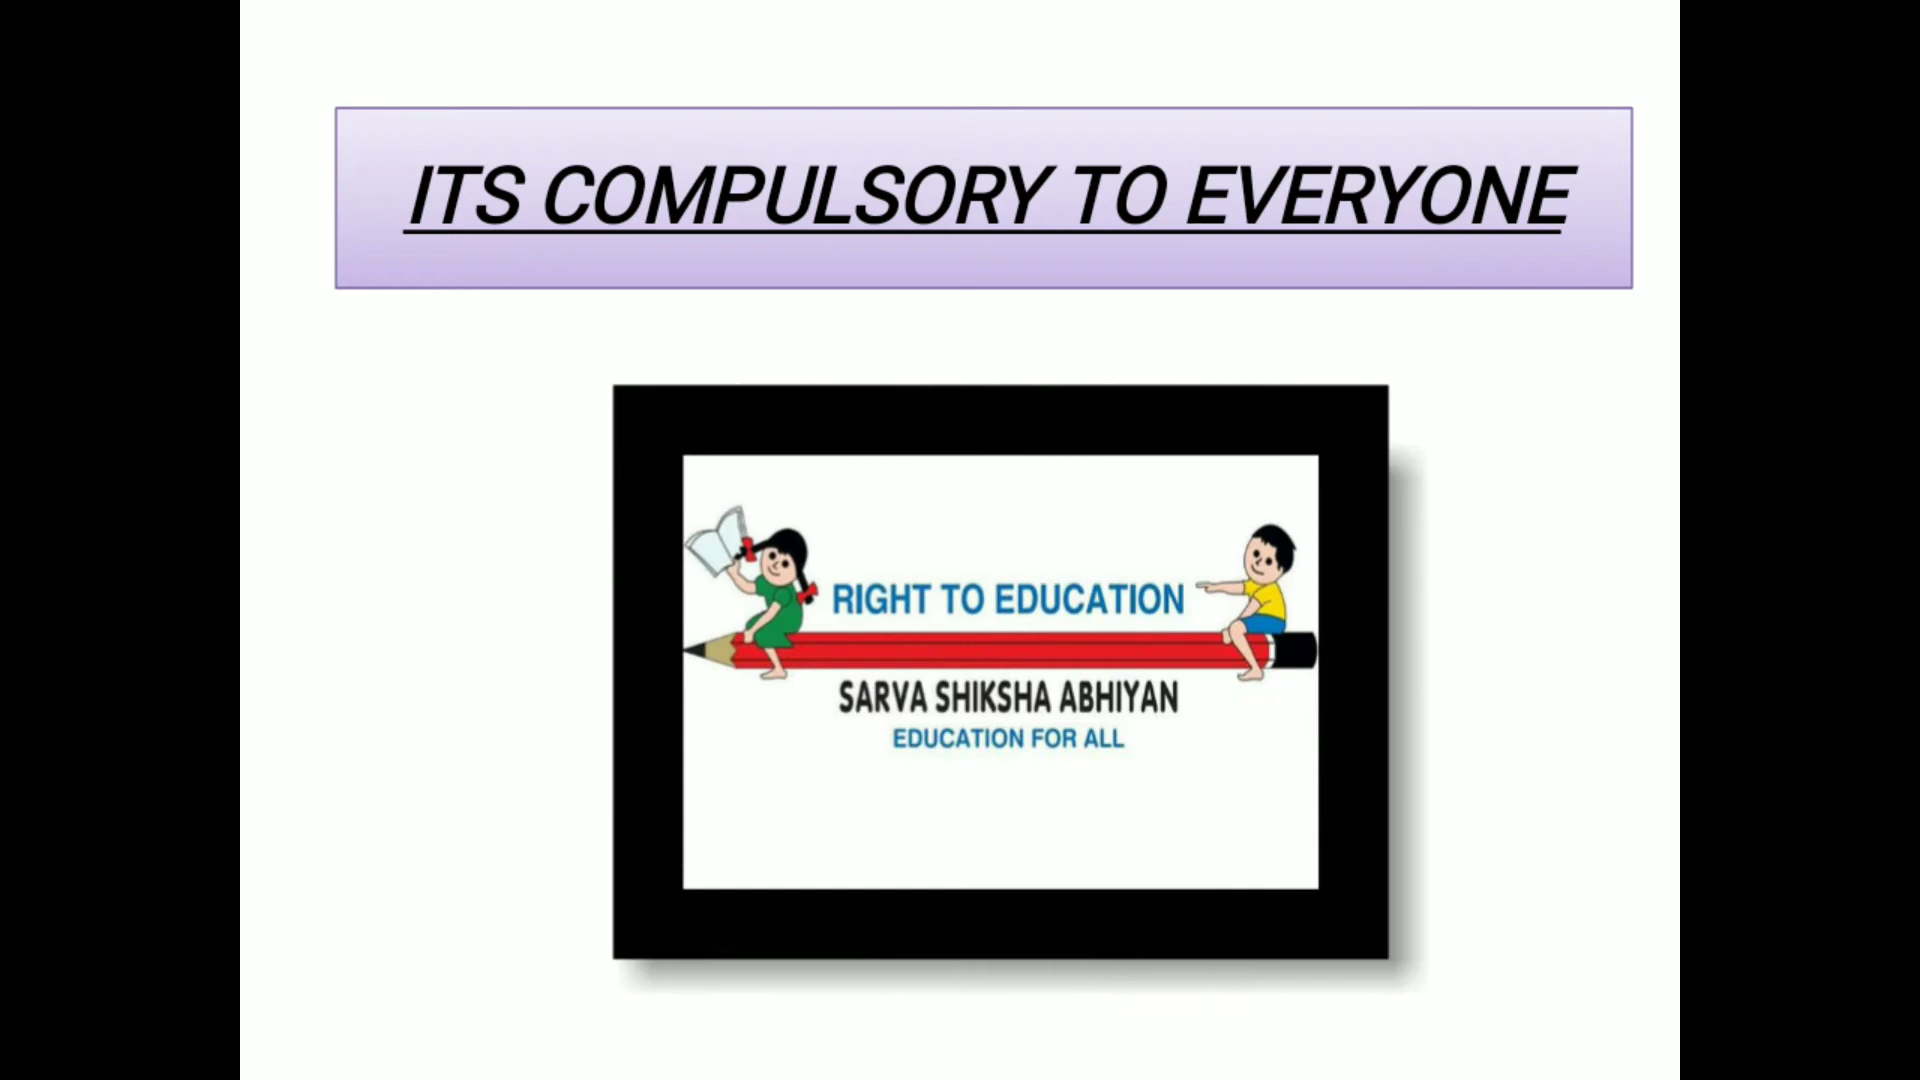 ITS COMPULSORY TO EVERYONE
RIGHT TO EDUCATION
SARVA SHIKSHA ABHIYAN
EDUCATION FOR ALL